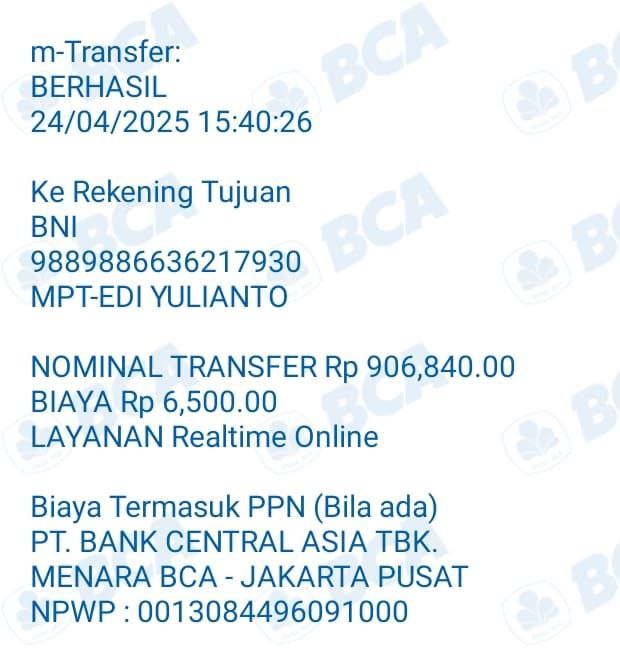 m-Transfer:
BERHASIL
24/04/2025 15:40:26
Ke Rekening Tujuan
BNI
9889886636217930
MPT-EDI YULIANTO
NOMINAL TRANSFER Rp 906,840.00
BIAYA Rp 6,500.00
LAYANAN Realtime Online
Biaya Termasuk PPN (Bila ada)
PT. BANK CENTRAL ASIA TBK.
MENARA BCA - JAKARTA PUSAT
NPWP : 0013084496091000
BCA